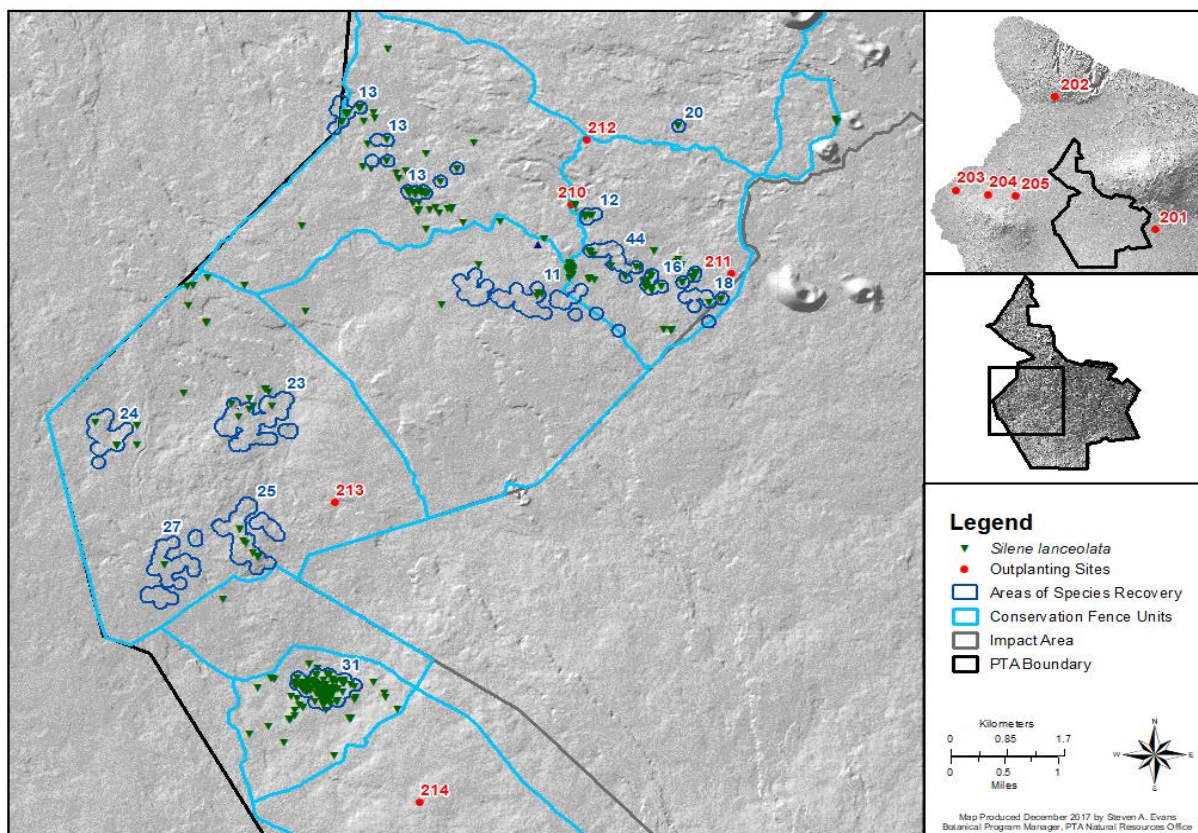 13
20
13
212
13
210
12
44
11
16
211
18
23
24
213
25
27
31
214
202
203
204
205
201
Legend
Silene lanceolata
Outplanting Sites
Areas of Species Recovery
Conservation Fence Units
Impact Area
PTA Boundary
Kilometers
0 0.85 1.7
0 0.5 1
Miles
N
W E
S
Map Produced December 2017 by Steven A. Evans
Botanical Program Manager, PTA Natural Resources Office